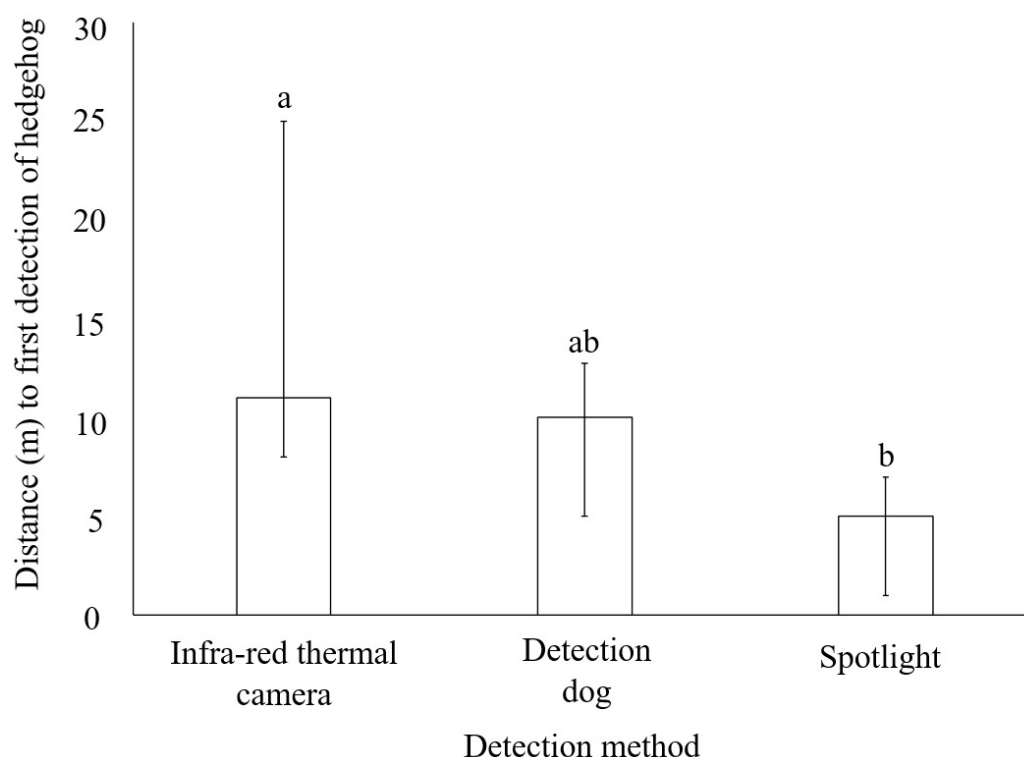 Distance (m) to first detection of hedgehog
30
25
20
15
10
5
0
a
ab
b
Infra-red thermal
camera
Detection
dog
Spotlight
Detection method